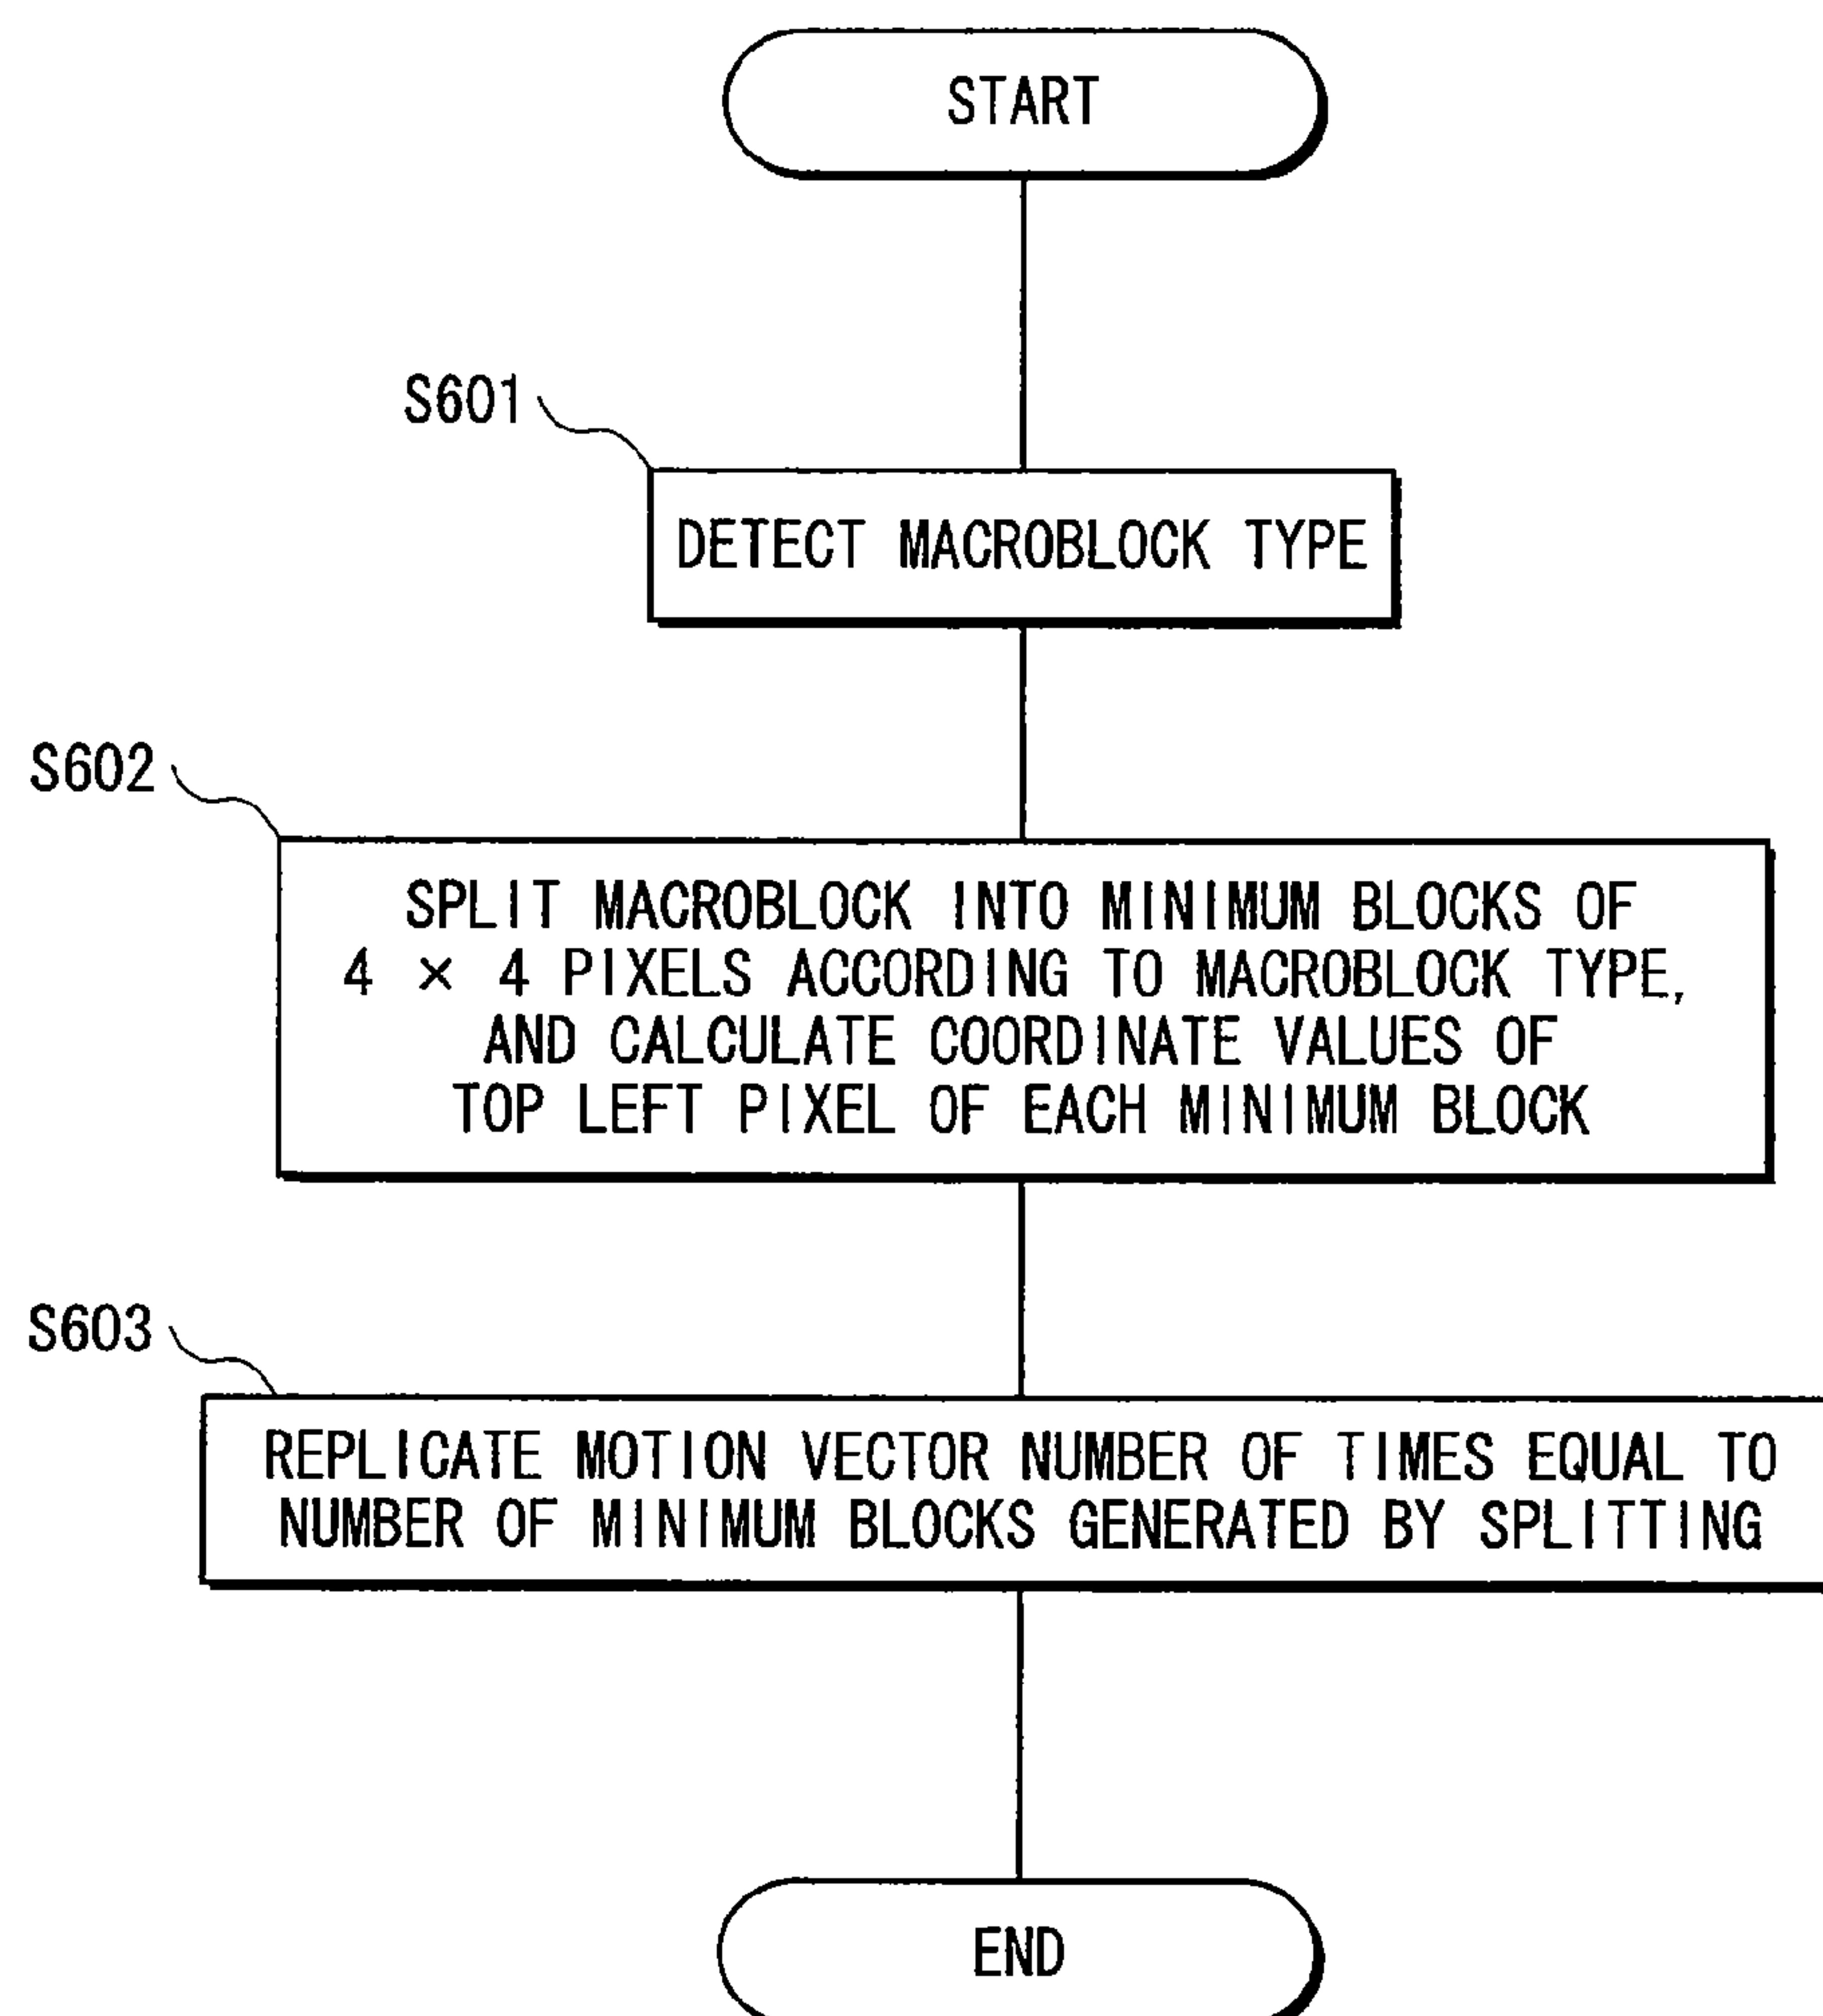 START
S601
DETECT MACROBLOCK TYPE
S602
SPLIT MACROBLOCK INTO MINIMUM BLOCKS OF
4 × 4 PIXELS ACCORDING TO MACROBLOCK TYPE,
AND CALCULATE COORDINATE VALUES OF
TOP LEFT PIXEL OF EACH MINIMUM BLOCK
S603
REPLICATE MOTION VECTOR NUMBER OF TIMES EQUAL TO
NUMBER OF MINIMUM BLOCKS GENERATED BY SPLITTING
END